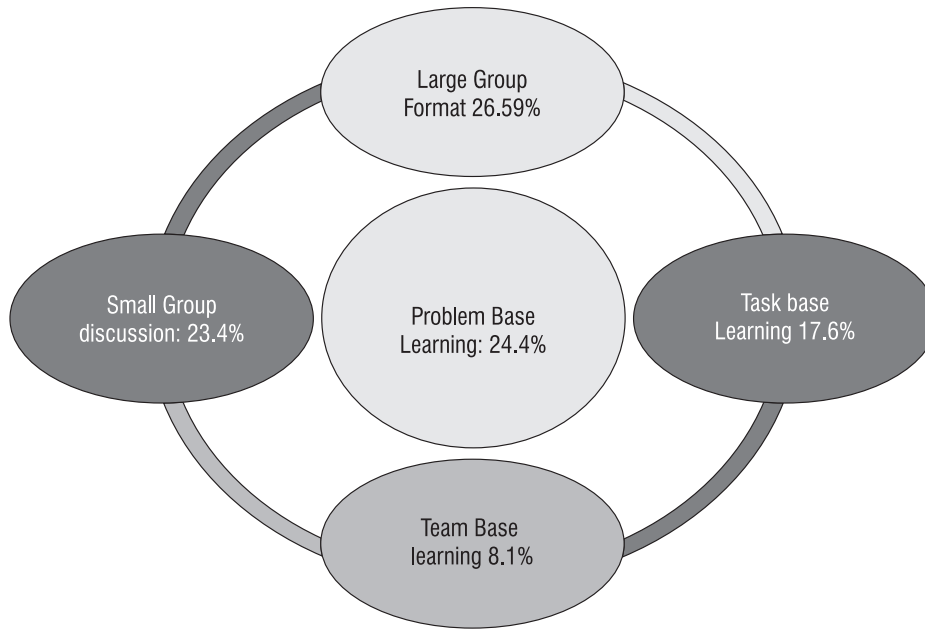 Large Group
Format 26.59%
Small Group
discussion: 23.4%
Problem Base
Learning: 24.4%
Task base
Learning 17.6%
Team Base
learning 8.1%